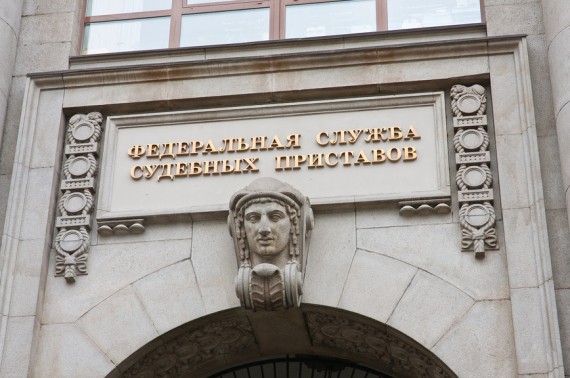 ФЕДЕРАЛЬНАЯ СЛУЖБА
СУДЕБНЫХ ПРИСТАВОВ